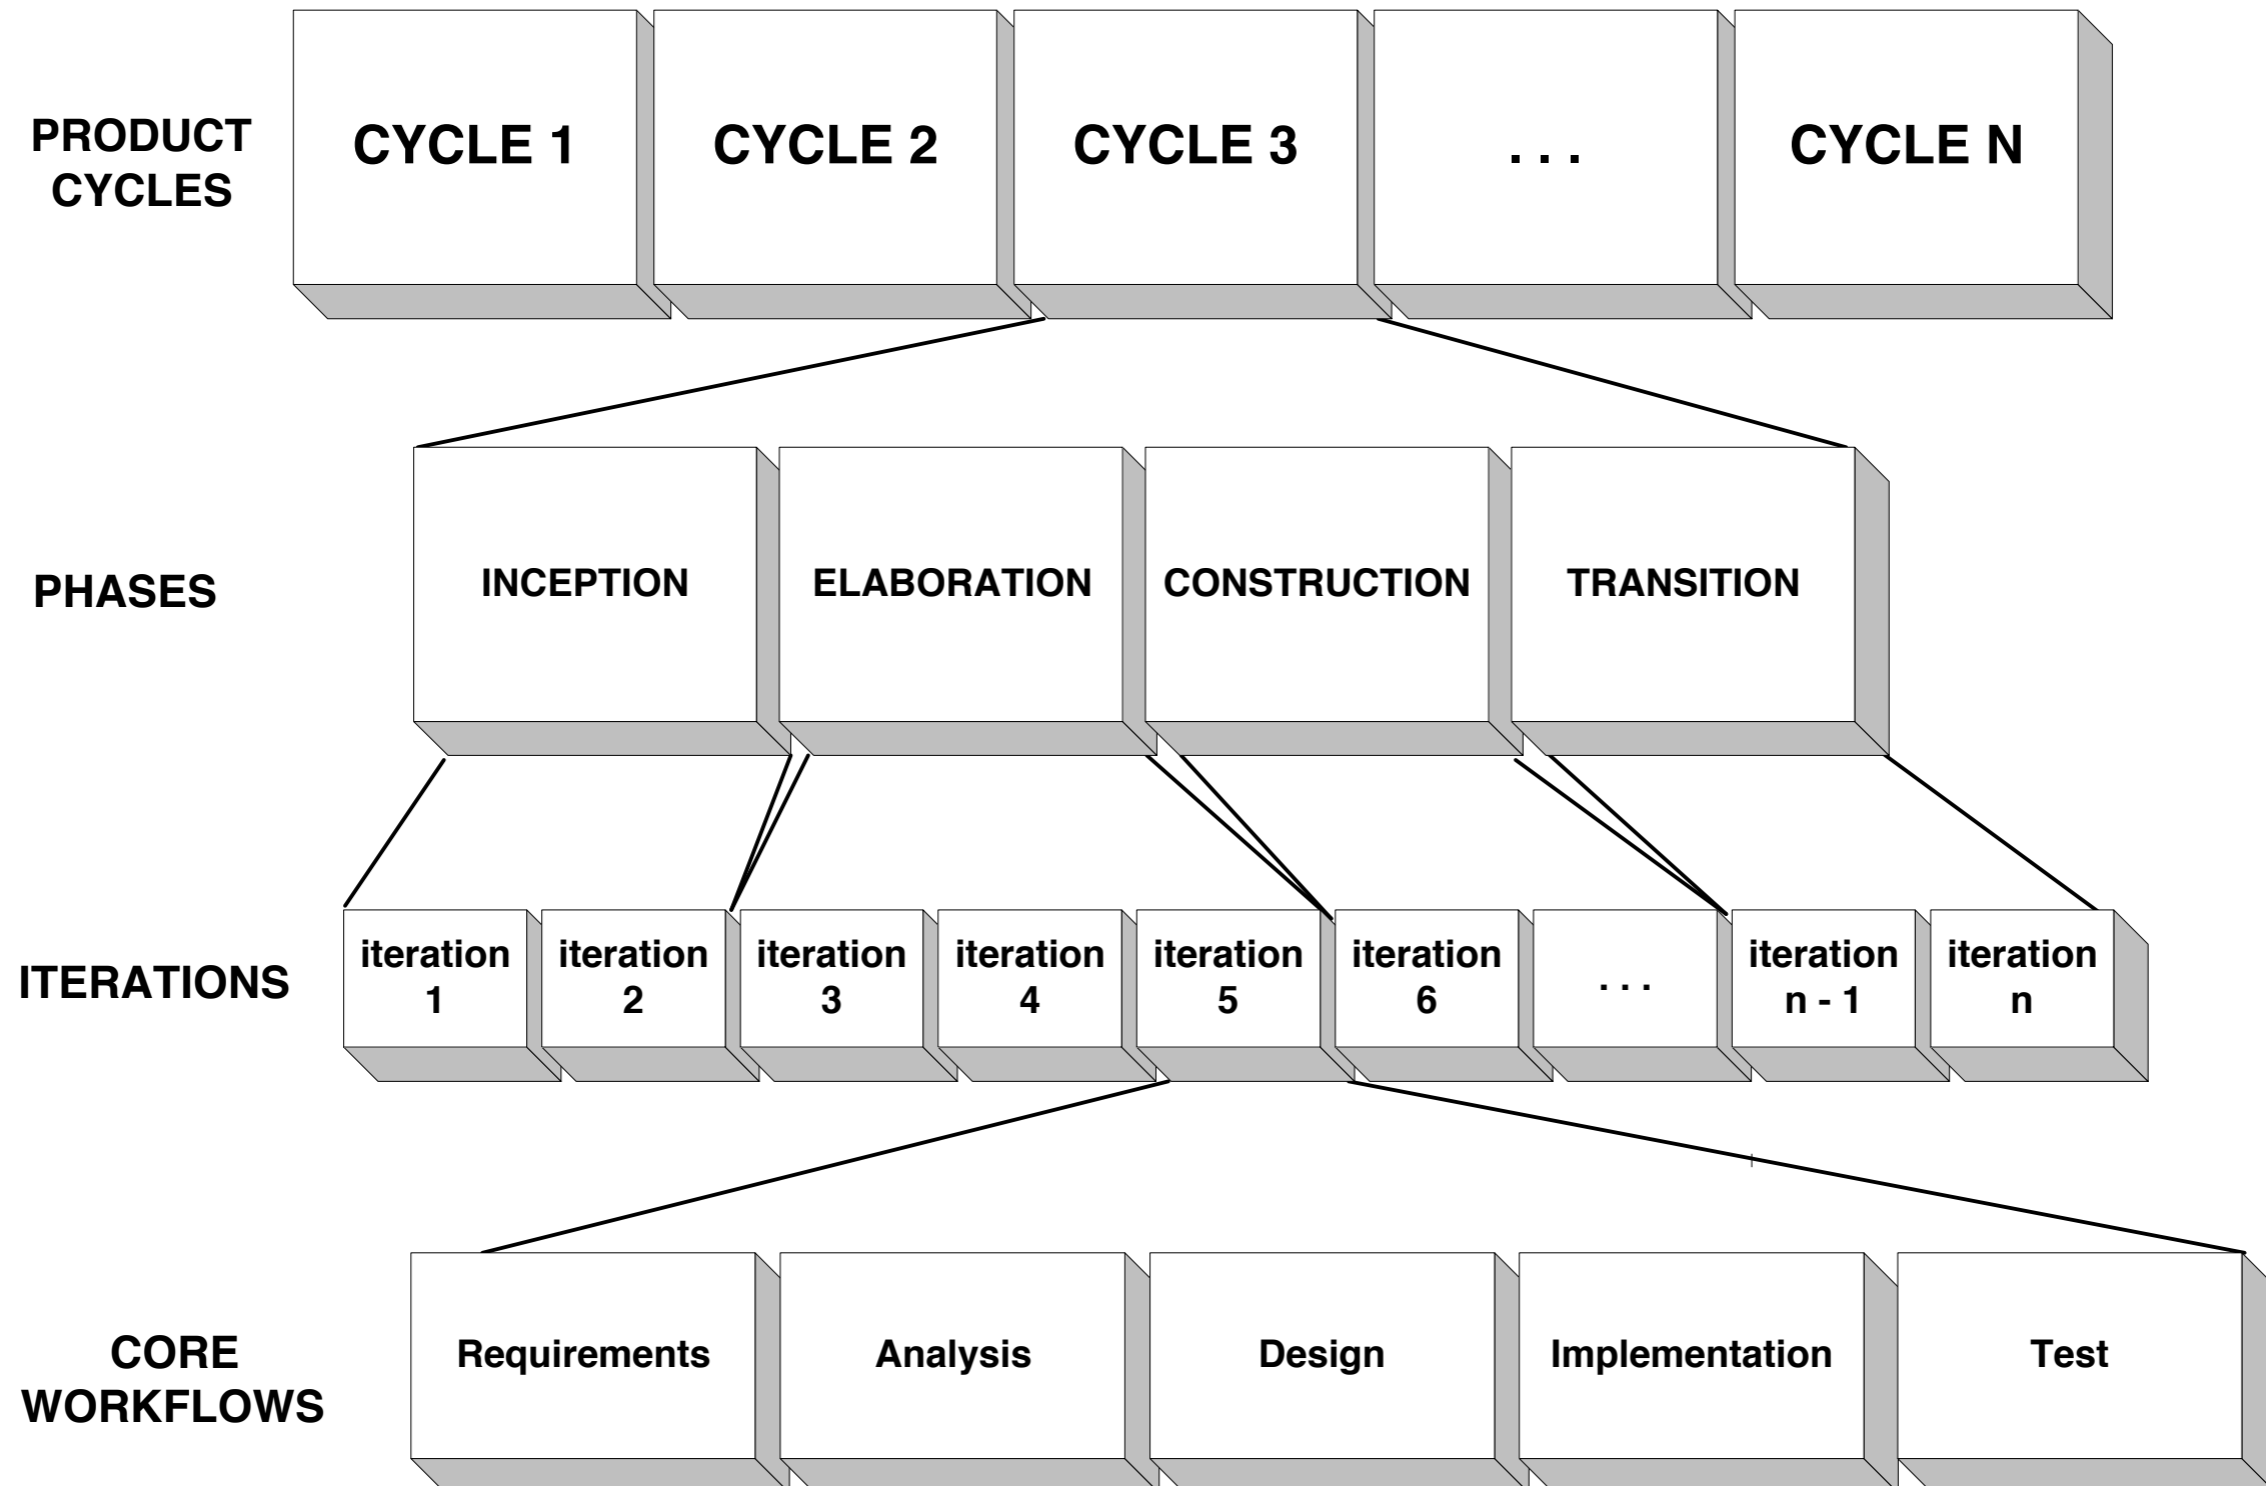 PRODUCT
CYCLES
CYCLE 1
CYCLE 2
CYCLE 3
. . .
CYCLE N
PHASES
INCEPTION
ELABORATION
CONSTRUCTION
TRANSITION
ITERATIONS
iteration
1
iteration
2
iteration
3
iteration
4
iteration
5
iteration
6
. . .
iteration
n - 1
iteration
n
CORE
WORKFLOWS
Requirements
Analysis
Design
Implementation
Test